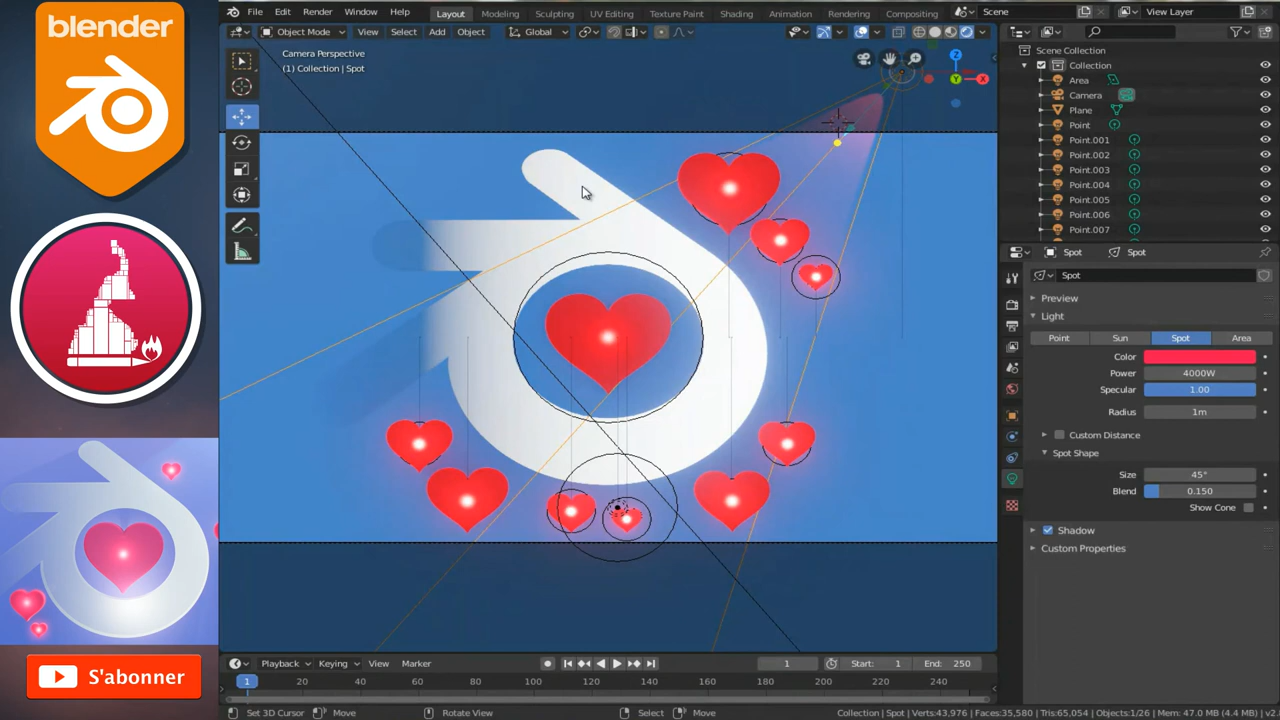 blender
S'abonner
File Edit Render Window Help
Layout Modeling Sculpting UV Editing Texture Paint Shading Animation Rendering Compositing
Scene
View Layer
Object Mode View Select Add Object Global
Camera Perspective
(1) Collection | Spot
Z
Y
X
Scene Collection
Collection
Area
Camera
Plane
Point
Point.001
Point.002
Point.003
Point.004
Point.005
Point.006
Point.007
Spot Spot
Spot
Preview
Light
Point Sun Spot Area
Color
Power 4000W
Specular 1.00
Radius 1m
Custom Distance
Spot Shape
Size 45°
Blend 0.150
Show Cone
Shadow
Custom Properties
Playback Keying View Marker
1
Start: 1 End: 250
1 20 40 60 80 100 120 140 160 180 200 220 240
Set 3D Cursor Move Rotate View Select Move
Collection | Spot | Verts:43,976 | Faces:35,580 | Tris:65,054 | Objects:1/26 | Mem: 47.0 MB (4.4 MB) | v2